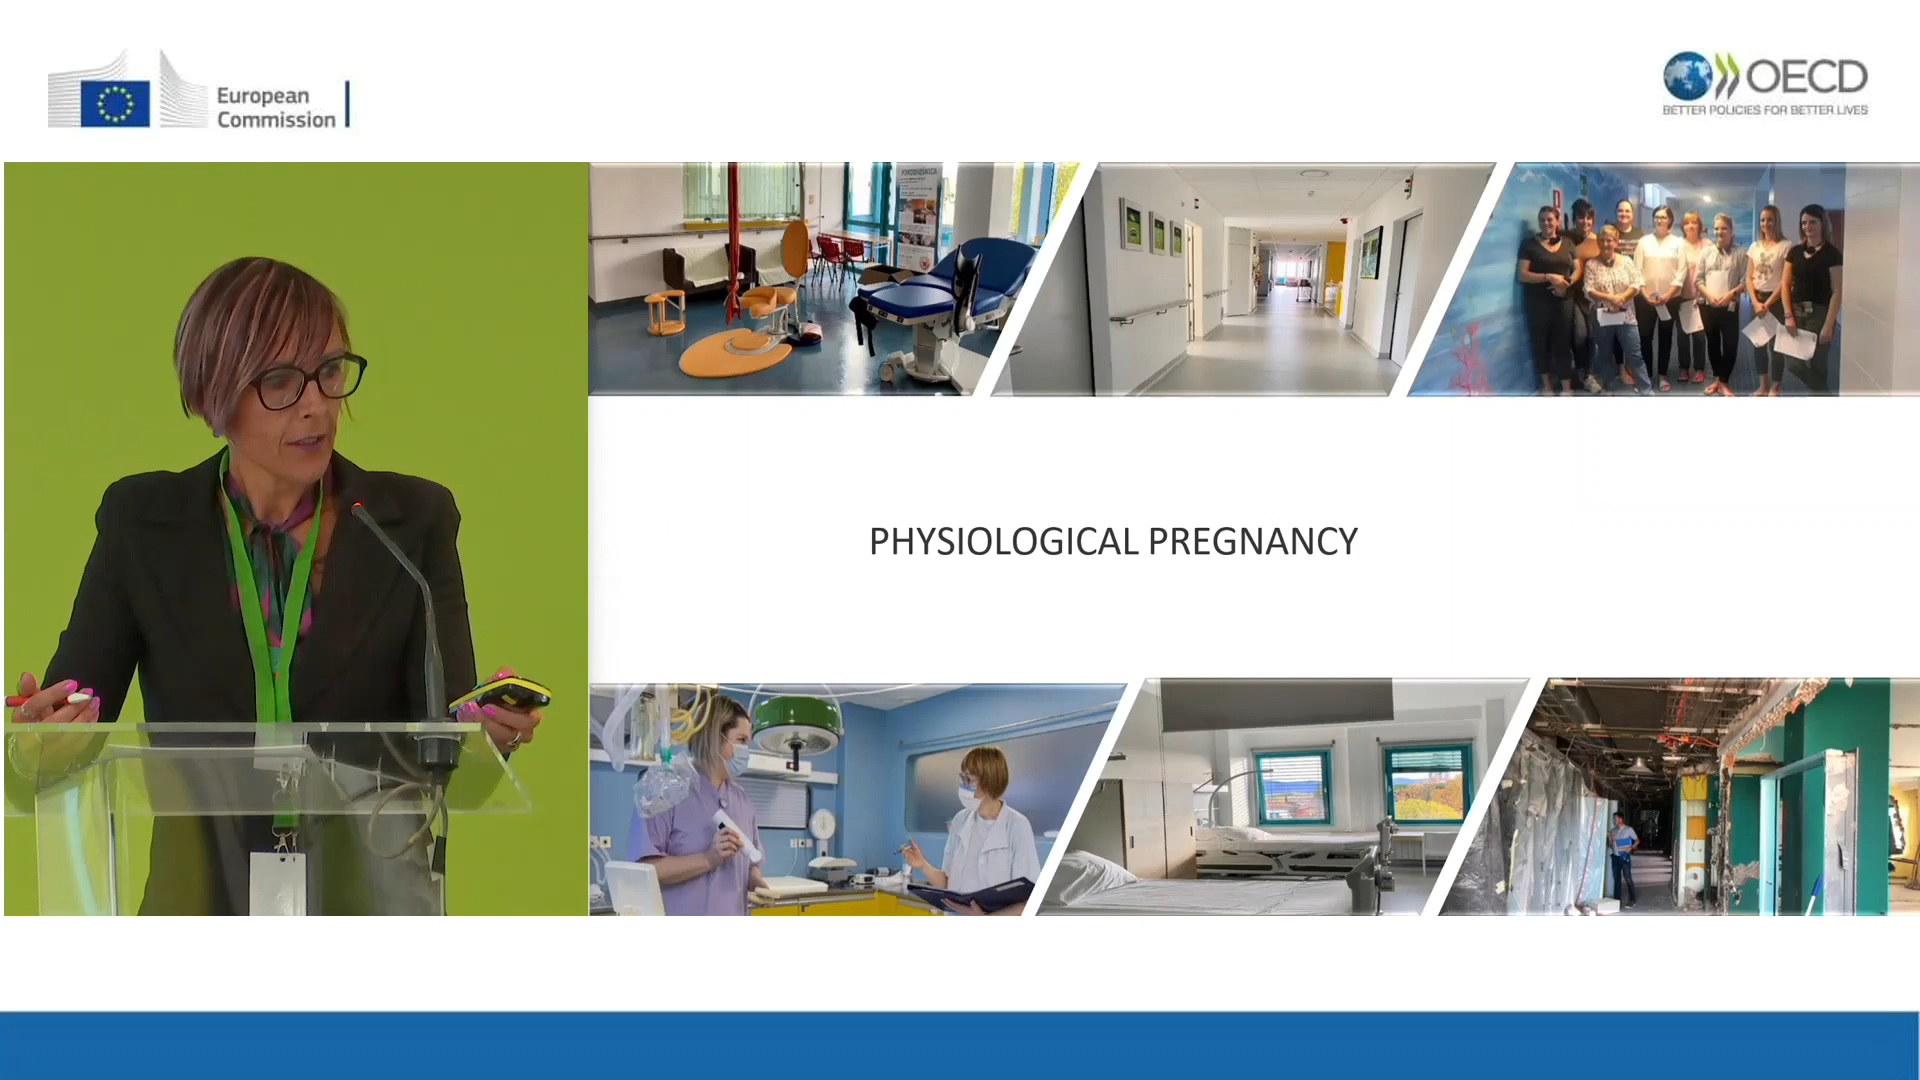 European
Commission
OECD
BETTER POLICIES FOR BETTER LIVES
PHYSIOLOGICAL PREGNANCY